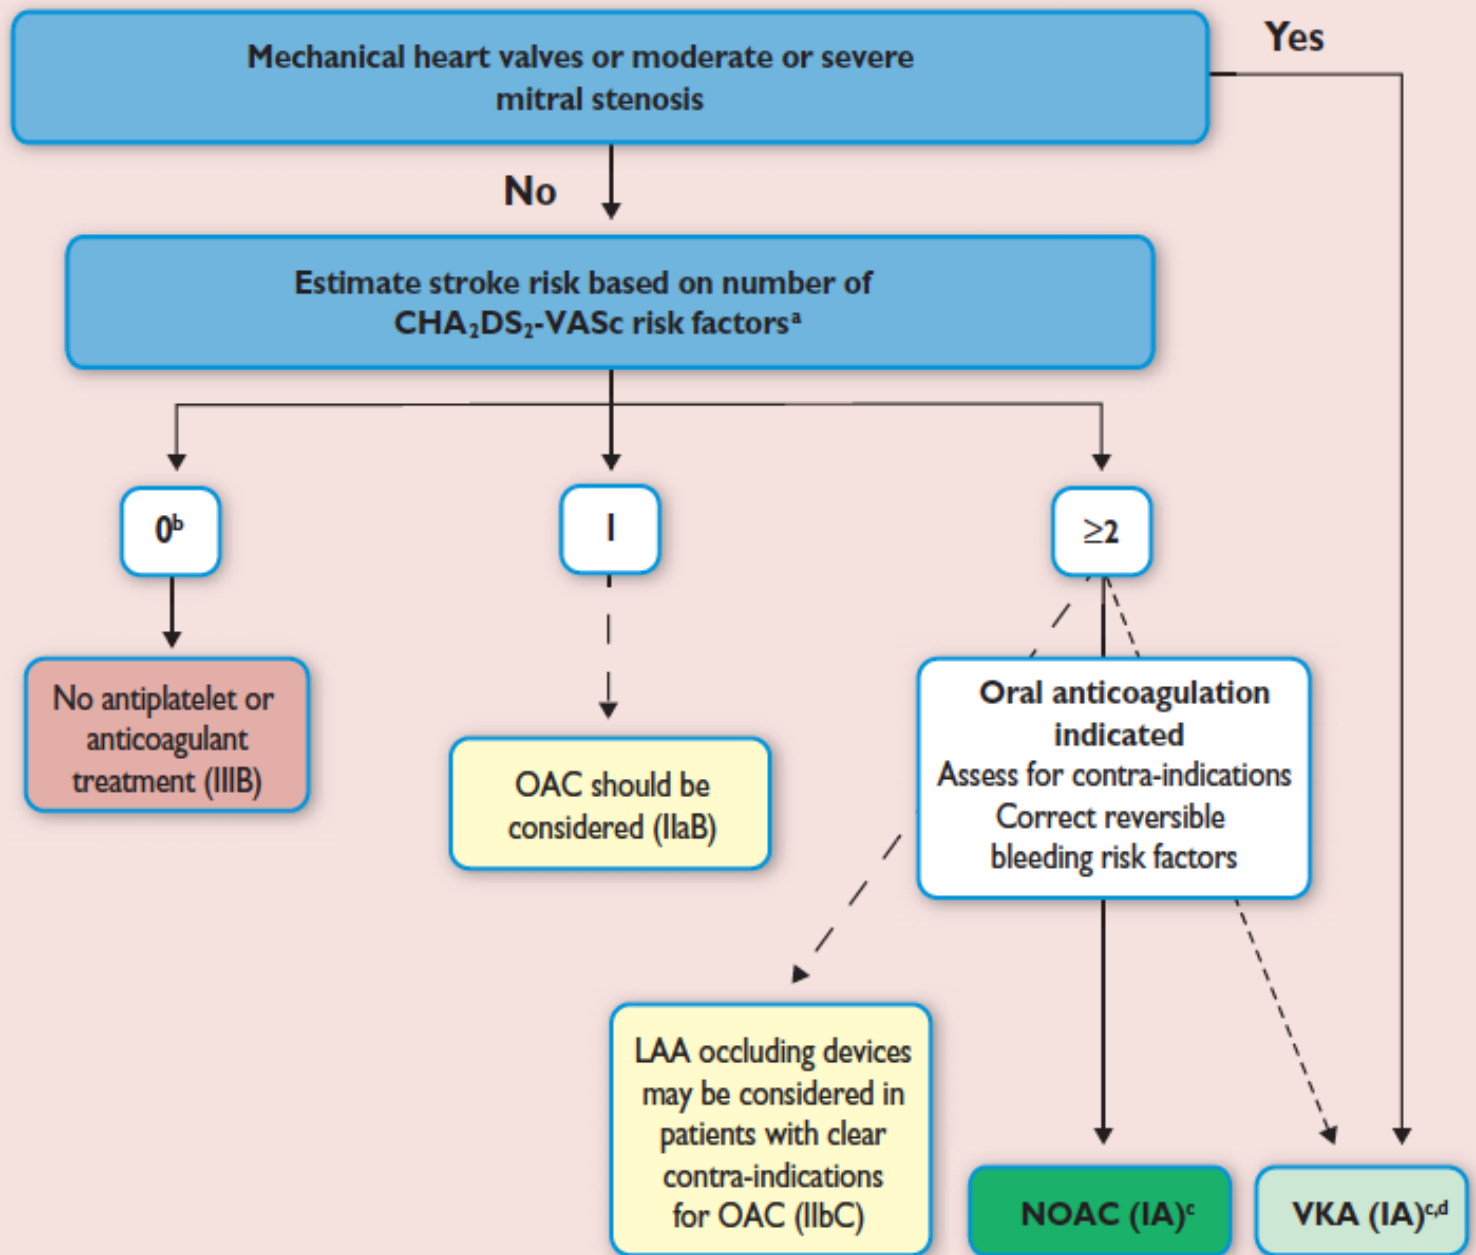 Mechanical heart valves or moderate or severe
mitral stenosis
Yes
No
Estimate stroke risk based on number of
CHA₂DS₂-VASc risk factorsᵃ
0ᵇ
1
≥2
No antiplatelet or
anticoagulant
treatment (IIIB)
OAC should be
considered (IIaB)
Oral anticoagulation
indicated
Assess for contra-indications
Correct reversible
bleeding risk factors
LAA occluding devices
may be considered in
patients with clear
contra-indications
for OAC (IIbC)
NOAC (IA)ᶜ
VKA (IA)ᶜ,ᵈ